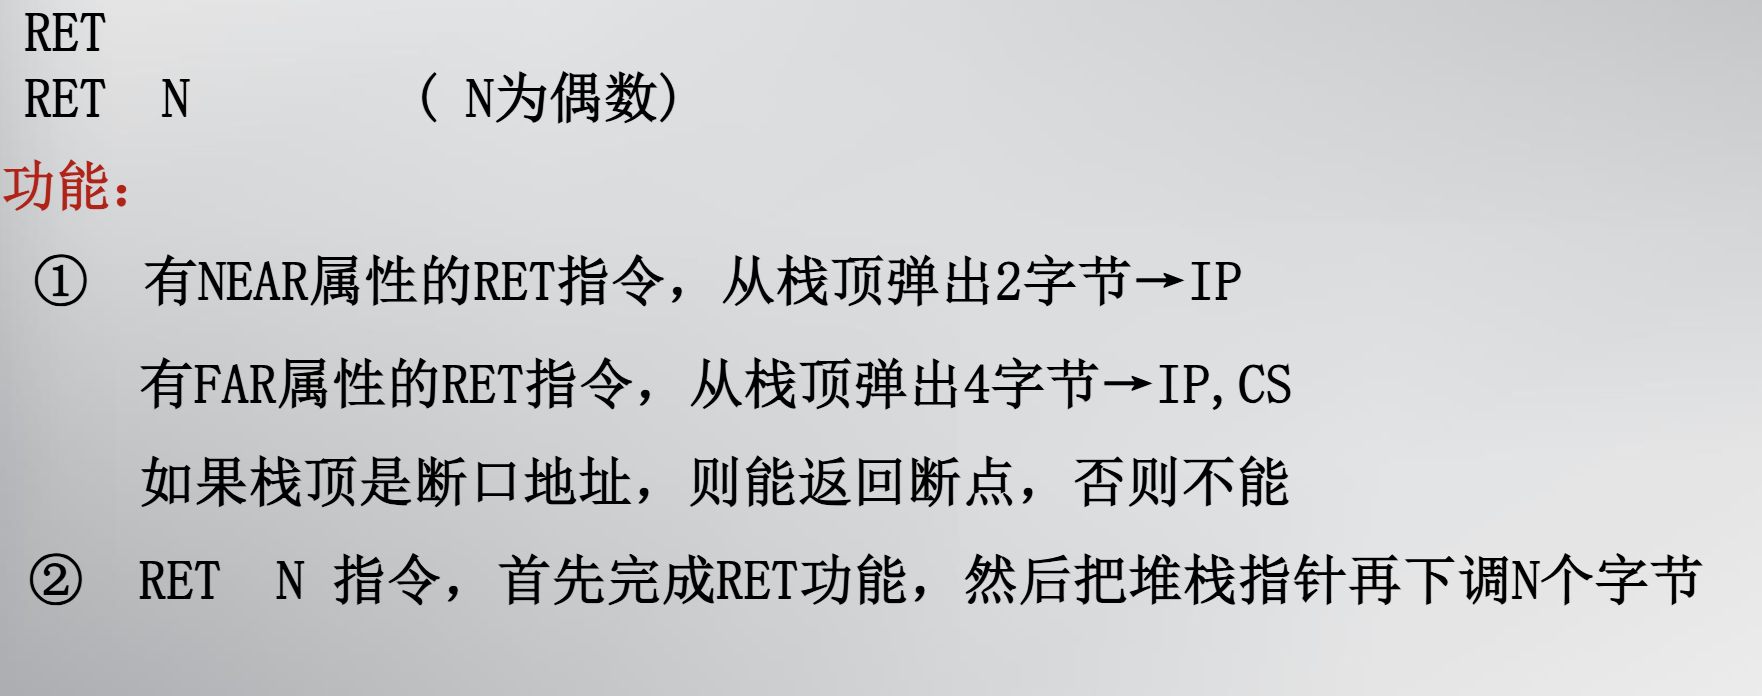 RET
RET N ( N为偶数)
功能:
① 有NEAR属性的RET指令，从栈顶弹出2字节→IP
有FAR属性的RET指令，从栈顶弹出4字节→IP,CS
如果栈顶是断口地址，则能返回断点，否则不能
② RET N 指令，首先完成RET功能，然后把堆栈指针再下调N个字节